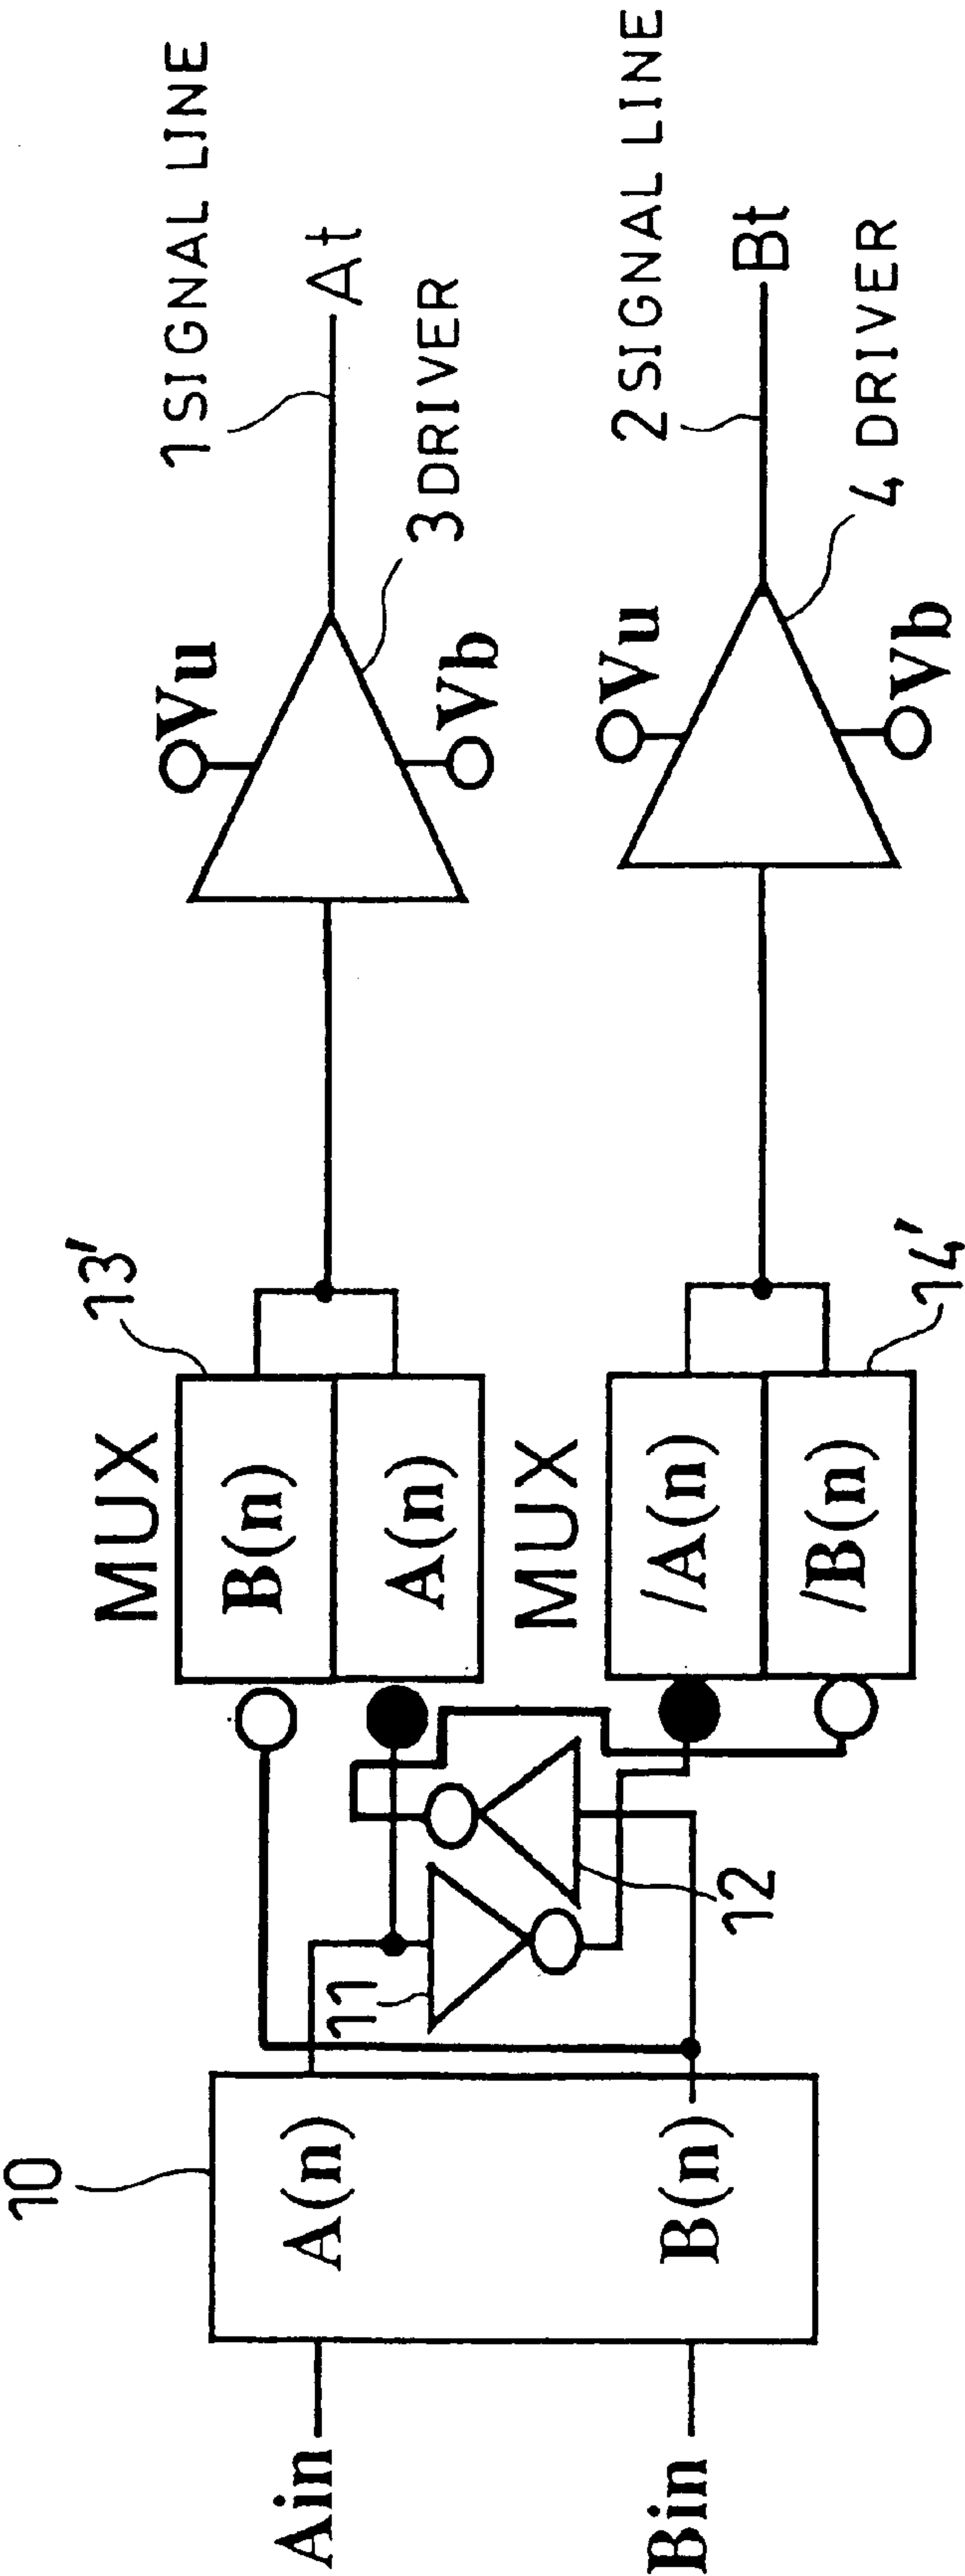 10
Ain
A(n)
Bin
B(n)
11
12
MUX
13'
B(n)
A(n)
MUX
14'
/A(n)
/B(n)
Vu
Vb
3 DRIVER
1 SIGNAL LINE
At
Vu
Vb
4 DRIVER
2 SIGNAL LINE
Bt